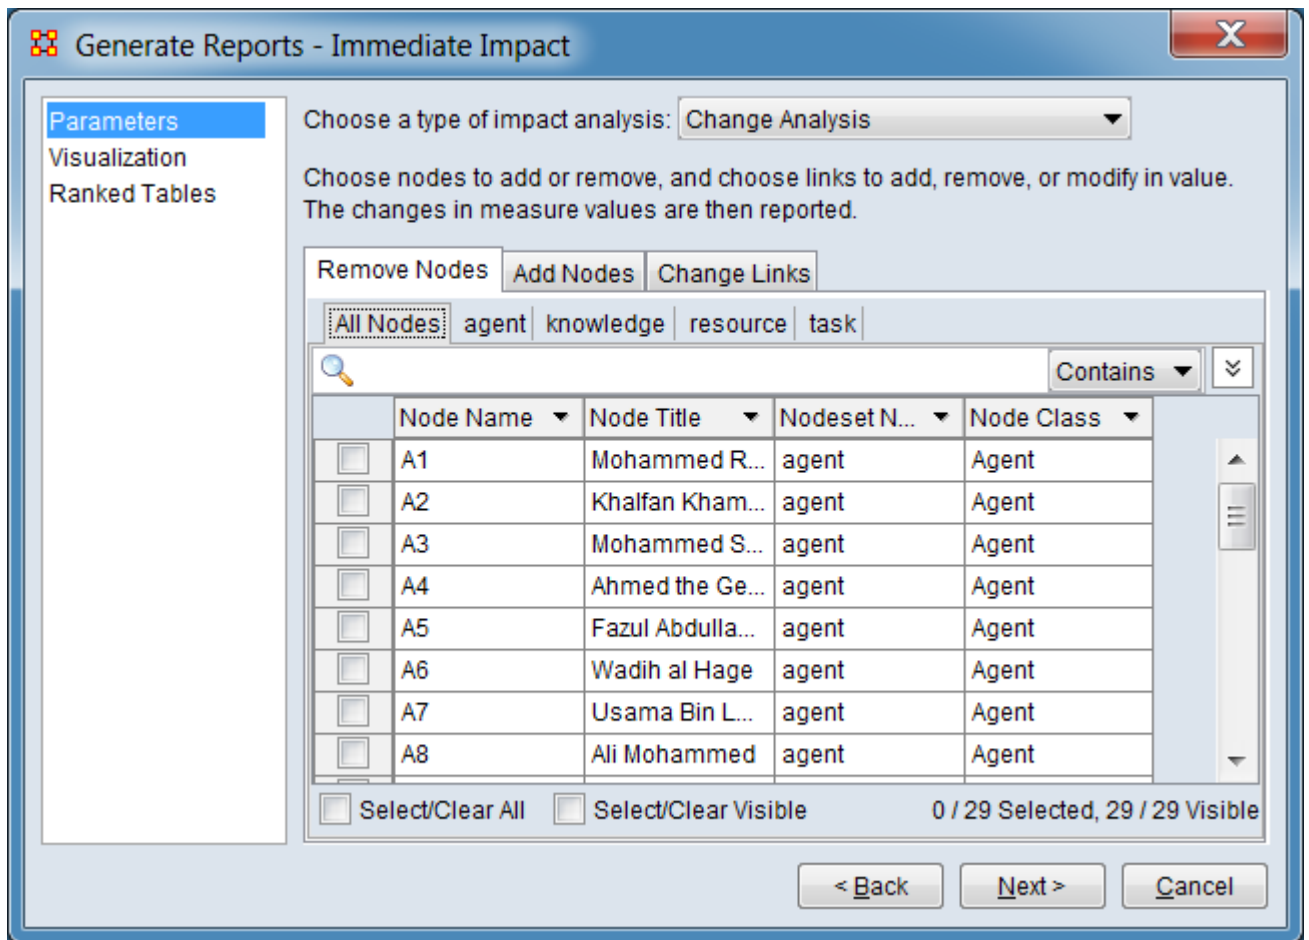 Generate Reports - Immediate Impact
X
Parameters
Visualization
Ranked Tables
Choose a type of impact analysis: Change Analysis
Choose nodes to add or remove, and choose links to add, remove, or modify in value.
The changes in measure values are then reported.
Remove Nodes Add Nodes Change Links
All Nodes agent knowledge resource task
Contains
Node Name Node Title Nodeset N... Node Class
A1 Mohammed R... agent Agent
A2 Khalfan Kham... agent Agent
A3 Mohammed S... agent Agent
A4 Ahmed the Ge... agent Agent
A5 Fazul Abdulla... agent Agent
A6 Wadih al Hage agent Agent
A7 Usama Bin L... agent Agent
A8 Ali Mohammed agent Agent
Select/Clear All Select/Clear Visible 0 / 29 Selected, 29 / 29 Visible
< Back Next > Cancel